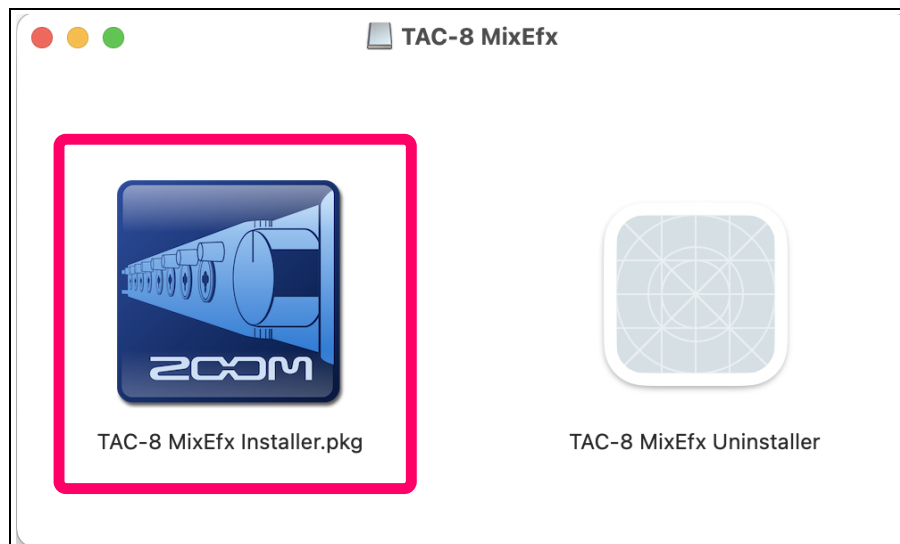 TAC-8 MixEfx
ZOOM
TAC-8 MixEfx Installer.pkg
TAC-8 MixEfx Uninstaller